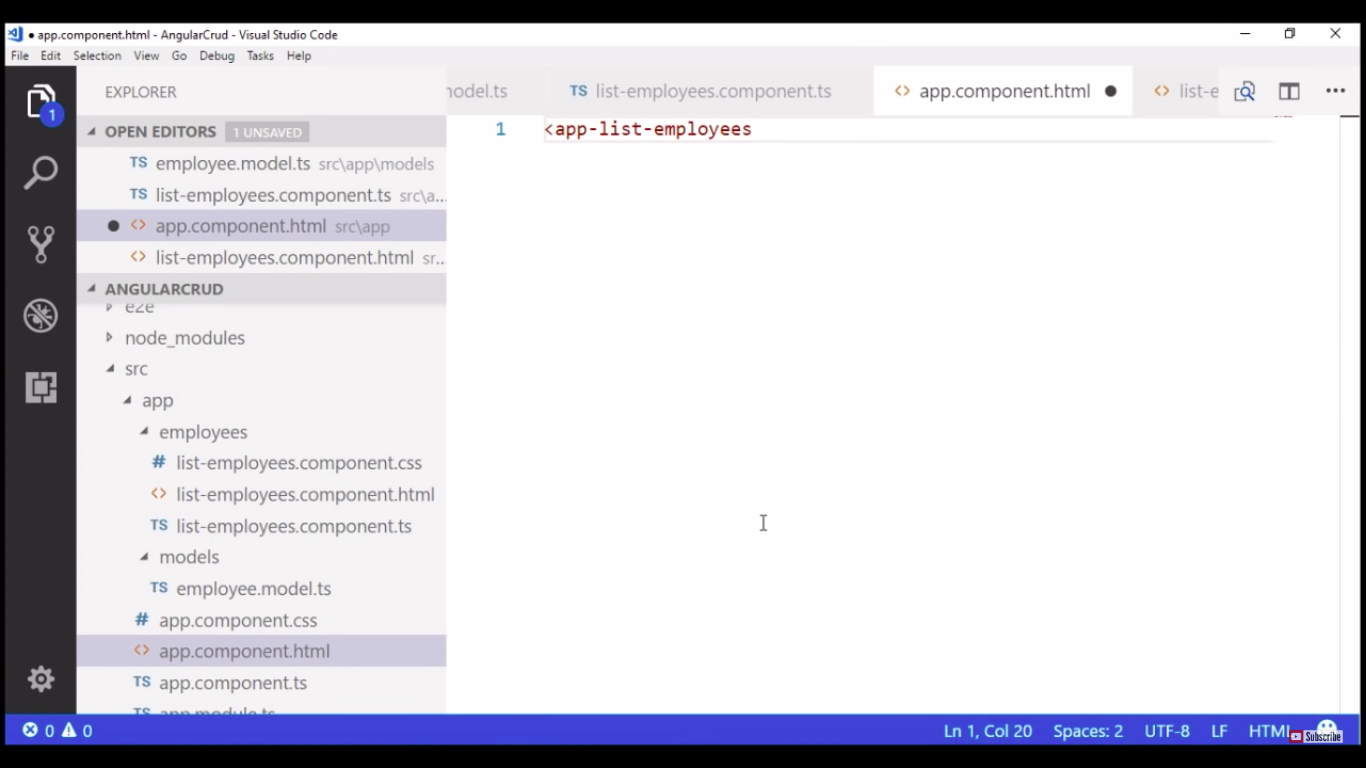 ● app.component.html - AngularCrud - Visual Studio Code
File Edit Selection View Go Debug Tasks Help
EXPLORER
1
OPEN EDITORS 1 UNSAVED
TS employee.model.ts src\app\models
TS list-employees.component.ts src\a...
● <> app.component.html src\app
<> list-employees.component.html sr...
ANGULARCRUD
e2e
node_modules
src
app
employees
# list-employees.component.css
<> list-employees.component.html
TS list-employees.component.ts
models
TS employee.model.ts
# app.component.css
<> app.component.html
TS app.component.ts
TS app.module.ts
nodel.ts TS list-employees.component.ts <> app.component.html ● <> list-e
1 <app-list-employees
0 0 Ln 1, Col 20 Spaces: 2 UTF-8 LF HTML
Subscribe